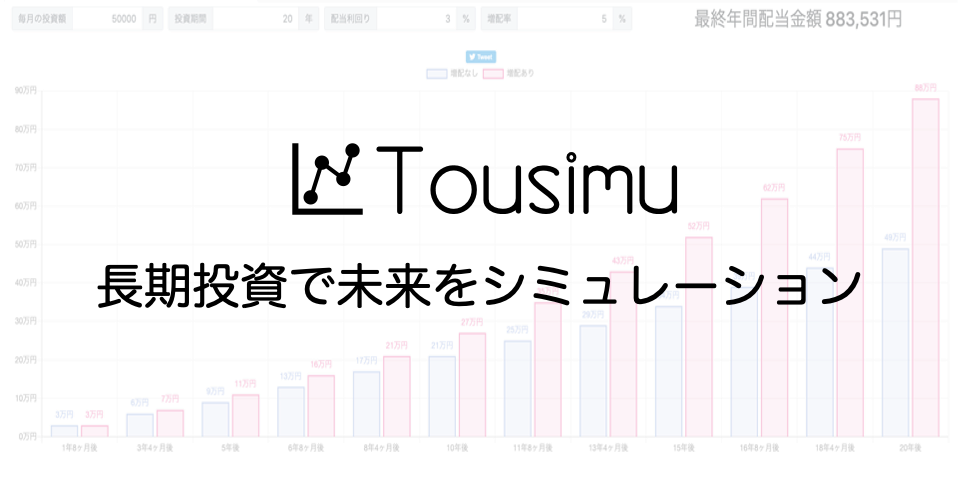 毎月の投資額 50000 円 投資期間 20 年 配当利回り 3 % 増配率 5 % 最終年間配当金額 883,531円
Tweet
増配なし 増配あり
90万円
88万円
80万円
75万円
70万円
Tousimu
62万円
60万円
52万円
50万円
49万円
44万円
43万円
長期投資で未来をシミュレーション
40万円
30万円
29万円
27万円
25万円
21万円 21万円
20万円
17万円
16万円
13万円
11万円
10万円
9万円
7万円
6万円
3万円 3万円
0万円
1年8ヶ月後 3年4ヶ月後 5年後 6年8ヶ月後 8年4ヶ月後 10年後 11年8ヶ月後 13年4ヶ月後 15年後 16年8ヶ月後 18年4ヶ月後 20年後